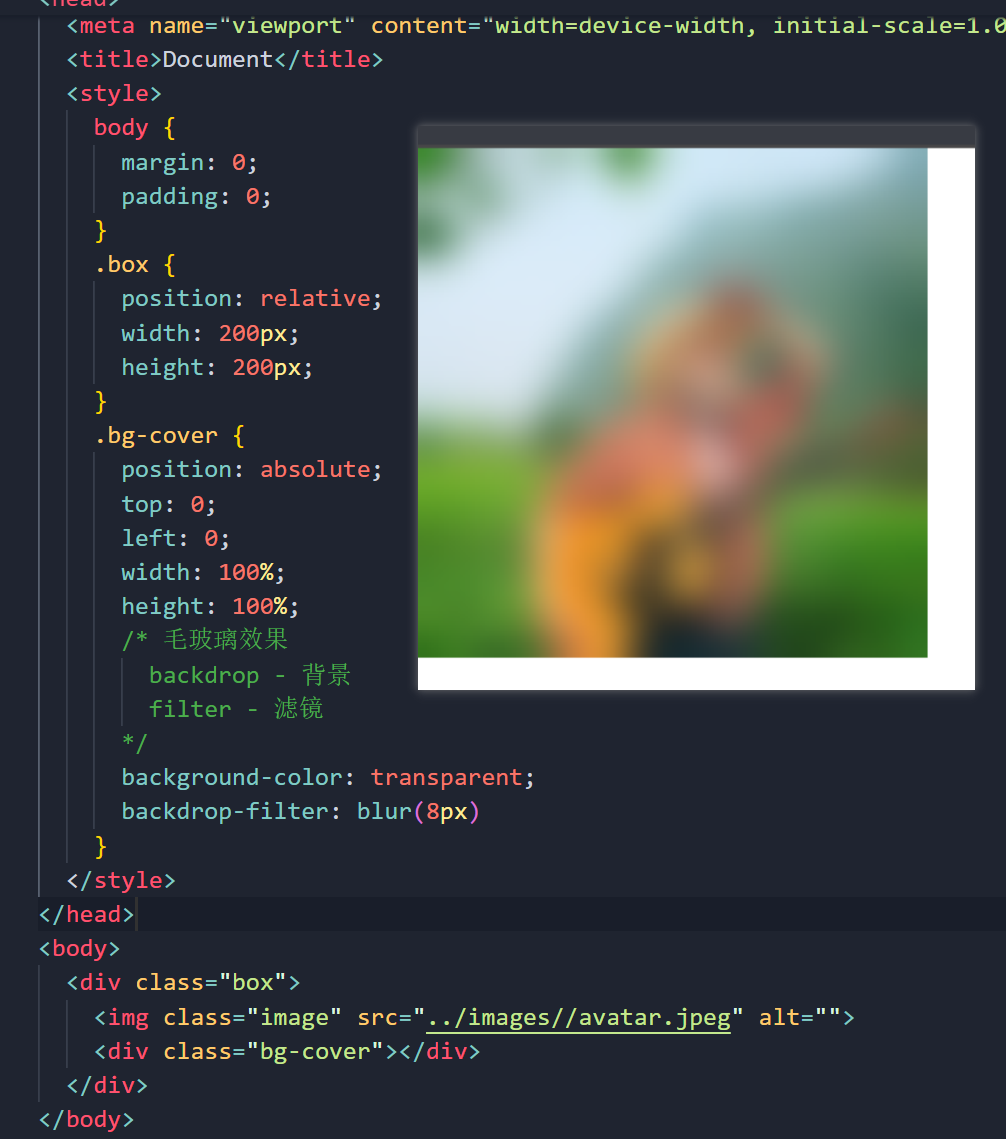 <head>
<meta name="viewport" content="width=device-width, initial-scale=1.0
<title>Document</title>
<style>
body {
margin: 0;
padding: 0;
}
.box {
position: relative;
width: 200px;
height: 200px;
}
.bg-cover {
position: absolute;
top: 0;
left: 0;
width: 100%;
height: 100%;
/* 毛玻璃效果
backdrop - 背景
filter - 滤镜
*/
background-color: transparent;
backdrop-filter: blur(8px)
}
</style>
</head>
<body>
<div class="box">
<img class="image" src="../images//avatar.jpeg" alt="">
<div class="bg-cover"></div>
</div>
</body>